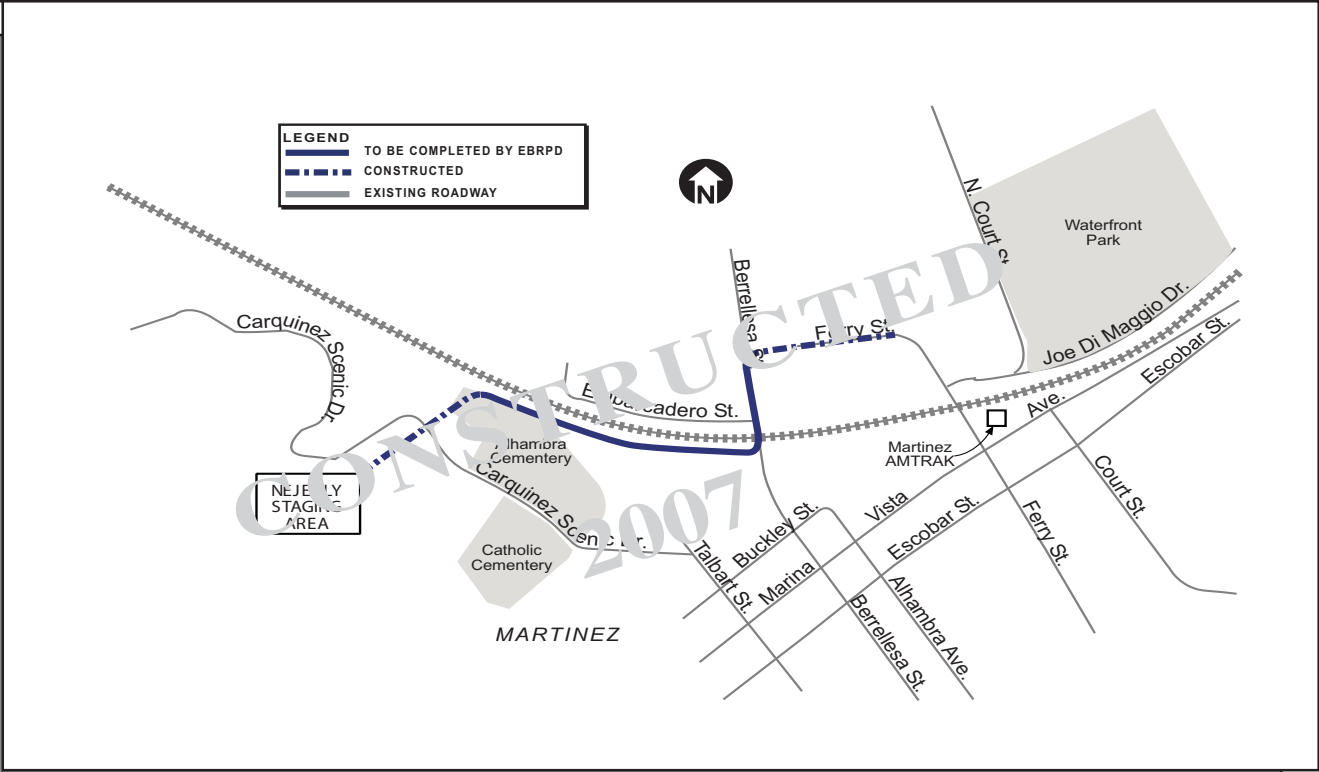 LEGEND
TO BE COMPLETED BY EBRPD
CONSTRUCTED
EXISTING ROADWAY
N
N. Court St.
Waterfront
Park
Joe Di Maggio Dr.
Escobar St.
Berrellesa St.
Ferry St.
Embarcadero St.
Carquinez Scenic Dr.
Alhambra
Cemetery
Carquinez Scenic Dr.
Catholic
Cemetery
NEJEDLY
STAGING
AREA
CONSTRUCTED
2007
MARTINEZ
Martinez
AMTRAK
Marina Vista Ave.
Buckley St.
Talbart St.
Escobar St.
Alhambra Ave.
Berrellesa St.
Ferry St.
Court St.